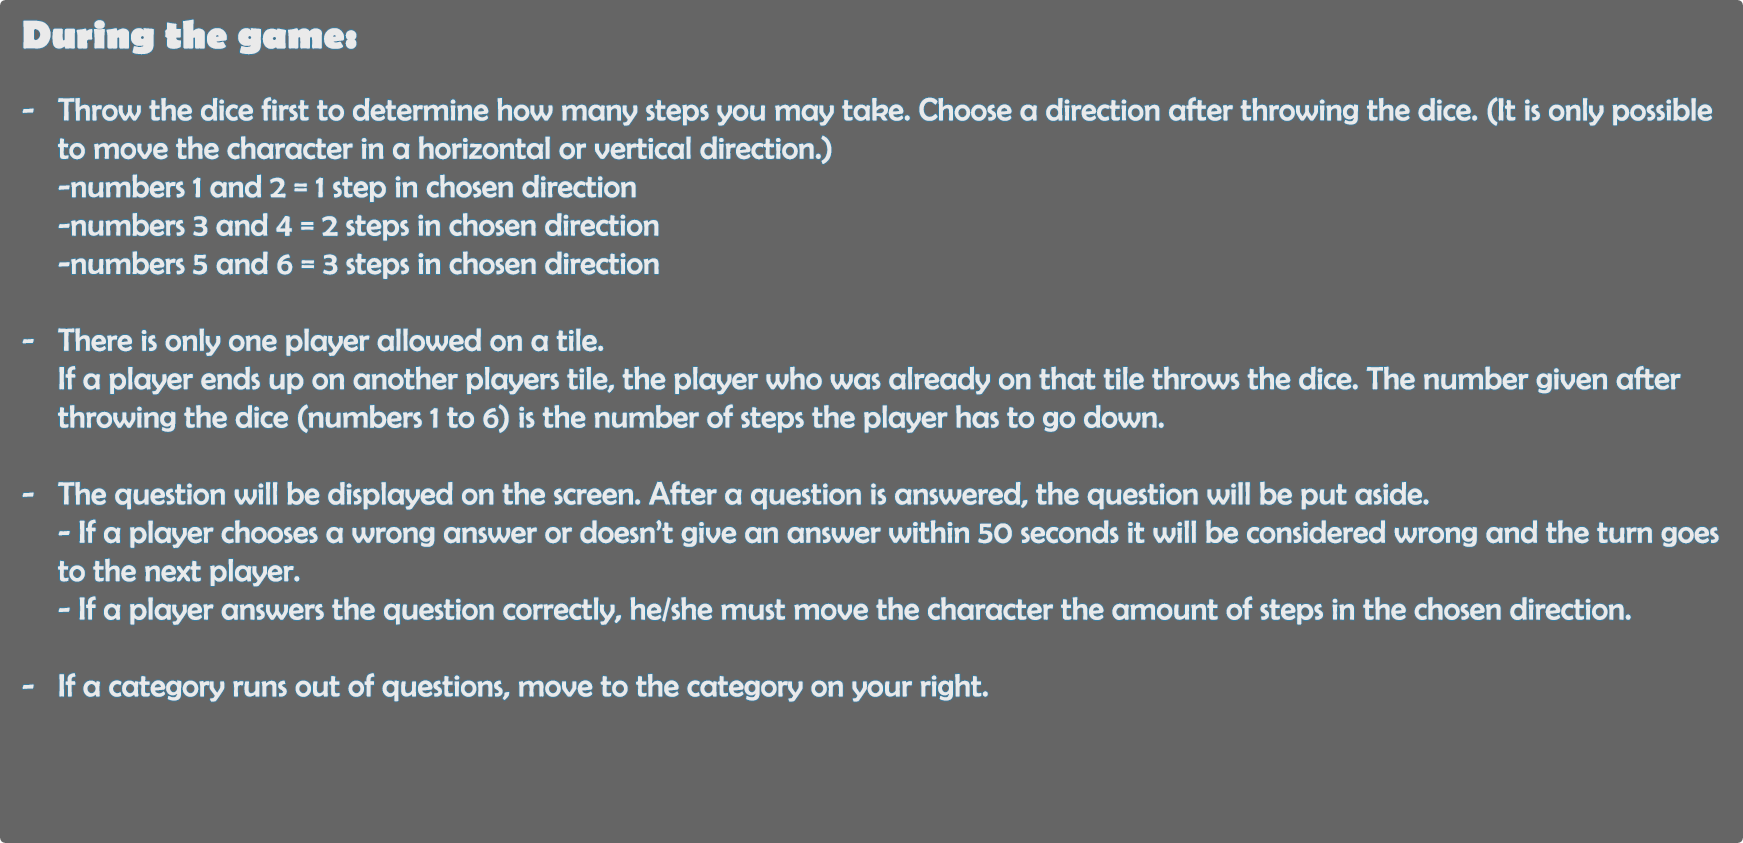 During the game:
- Throw the dice first to determine how many steps you may take. Choose a direction after throwing the dice. (It is only possible
to move the character in a horizontal or vertical direction.)
-numbers 1 and 2 = 1 step in chosen direction
-numbers 3 and 4 = 2 steps in chosen direction
-numbers 5 and 6 = 3 steps in chosen direction
- There is only one player allowed on a tile.
If a player ends up on another players tile, the player who was already on that tile throws the dice. The number given after
throwing the dice (numbers 1 to 6) is the number of steps the player has to go down.
- The question will be displayed on the screen. After a question is answered, the question will be put aside.
- If a player chooses a wrong answer or doesn’t give an answer within 50 seconds it will be considered wrong and the turn goes
to the next player.
- If a player answers the question correctly, he/she must move the character the amount of steps in the chosen direction.
- If a category runs out of questions, move to the category on your right.